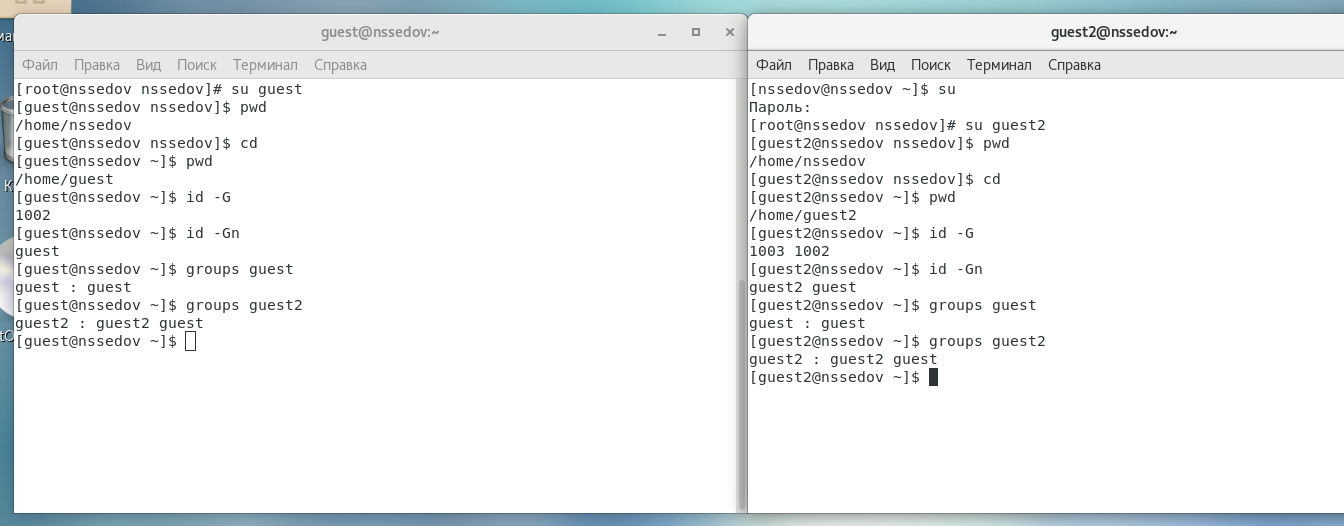 guest@nssedov:~
Файл Правка Вид Поиск Терминал Справка
[root@nssedov nssedov]# su guest
[guest@nssedov nssedov]$ pwd
/home/nssedov
[guest@nssedov nssedov]$ cd
[guest@nssedov ~]$ pwd
/home/guest
[guest@nssedov ~]$ id -G
1002
[guest@nssedov ~]$ id -Gn
guest
[guest@nssedov ~]$ groups guest
guest : guest
[guest@nssedov ~]$ groups guest2
guest2 : guest2 guest
[guest@nssedov ~]$
guest2@nssedov:~
Файл Правка Вид Поиск Терминал Справка
[nssedov@nssedov ~]$ su
Пароль:
[root@nssedov nssedov]# su guest2
[guest2@nssedov nssedov]$ pwd
/home/nssedov
[guest2@nssedov nssedov]$ cd
[guest2@nssedov ~]$ pwd
/home/guest2
[guest2@nssedov ~]$ id -G
1003 1002
[guest2@nssedov ~]$ id -Gn
guest2 guest
[guest2@nssedov ~]$ groups guest
guest : guest
[guest2@nssedov ~]$ groups guest2
guest2 : guest2 guest
[guest2@nssedov ~]$